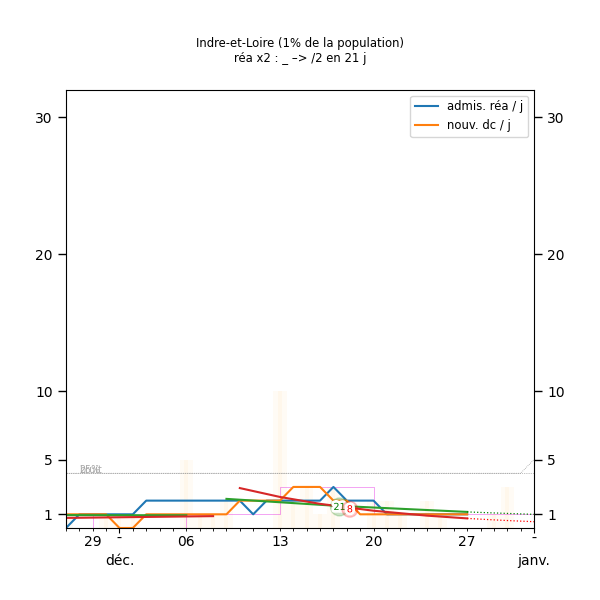 Indre-et-Loire (1% de la population)
réa x2 : _ –> /2 en 21 j
admis. réa / j
nouv. dc / j
30 30
20 20
10 10
5 5
1 1
21 8
29 - 06 13 20 27 -
déc. janv.